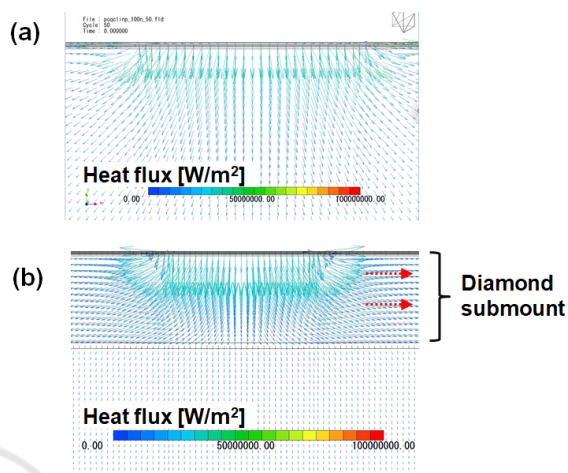 (a)
File : pcqclinp_100n_50.fld
Cycle: 50
Time : 0.000000
Heat flux [W/m²]
0.00 50000000.00 100000000.00
(b)
Diamond
submount
Heat flux [W/m²]
0.00 50000000.00 100000000.00